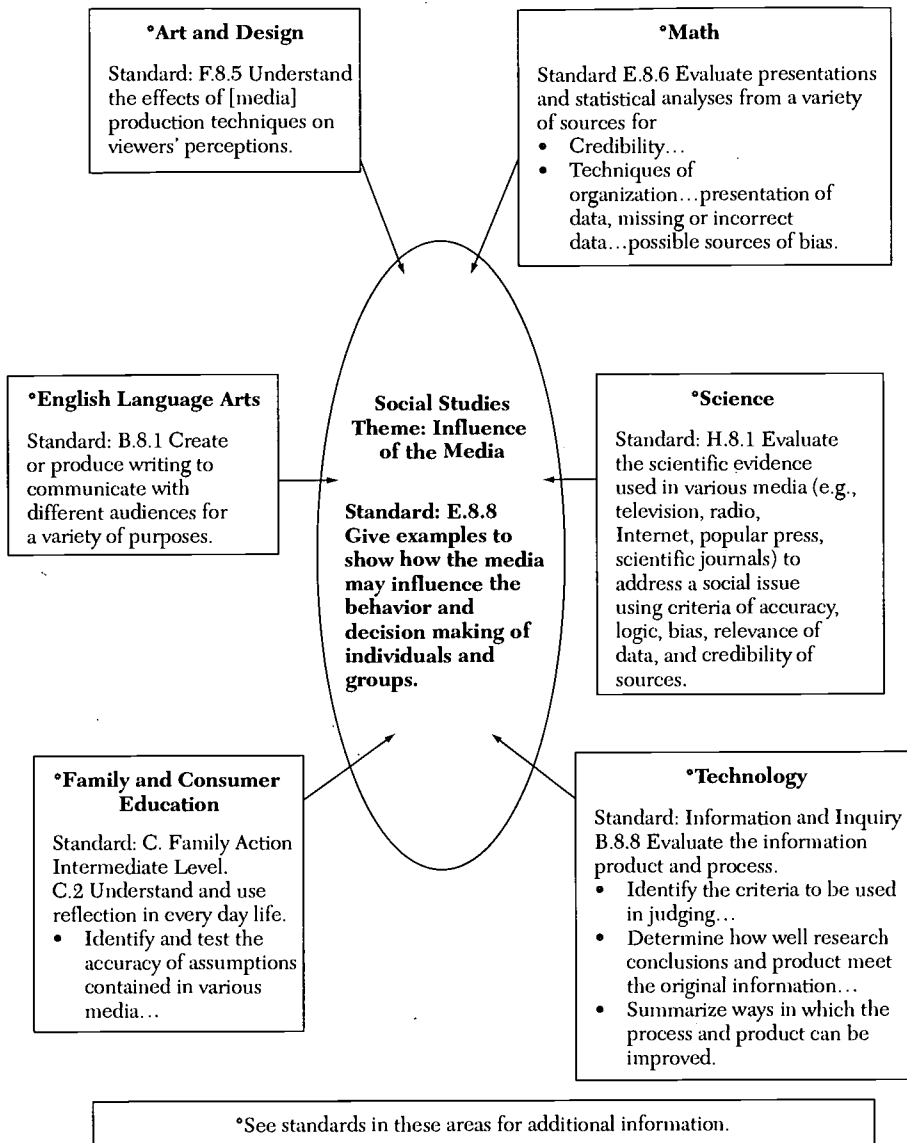 °Art and Design
Standard: F.8.5 Understand
the effects of [media]
production techniques on
viewers' perceptions.
°Math
Standard E.8.6 Evaluate presentations
and statistical analyses from a variety
of sources for
• Credibility…
• Techniques of
organization…presentation of
data, missing or incorrect
data…possible sources of bias.
°English Language Arts
Standard: B.8.1 Create
or produce writing to
communicate with
different audiences for
a variety of purposes.
Social Studies
Theme: Influence
of the Media
Standard: E.8.8
Give examples to
show how the media
may influence the
behavior and
decision making of
individuals and
groups.
°Science
Standard: H.8.1 Evaluate
the scientific evidence
used in various media (e.g.,
television, radio,
Internet, popular press,
scientific journals) to
address a social issue
using criteria of accuracy,
logic, bias, relevance of
data, and credibility of
sources.
°Family and Consumer
Education
Standard: C. Family Action
Intermediate Level.
C.2 Understand and use
reflection in every day life.
• Identify and test the
accuracy of assumptions
contained in various
media…
°Technology
Standard: Information and Inquiry
B.8.8 Evaluate the information
product and process.
• Identify the criteria to be used
in judging…
• Determine how well research
conclusions and product meet
the original information…
• Summarize ways in which the
process and product can be
improved.
°See standards in these areas for additional information.